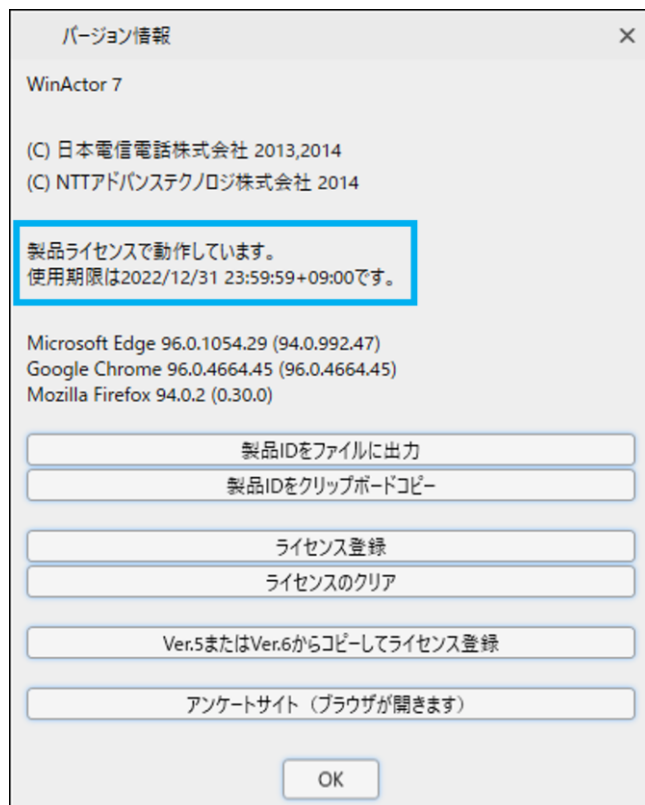 バージョン情報
WinActor 7
(C) 日本電信電話株式会社 2013,2014
(C) NTTアドバンステクノロジ株式会社 2014
製品ライセンスで動作しています。
使用期限は2022/12/31 23:59:59+09:00です。
Microsoft Edge 96.0.1054.29 (94.0.992.47)
Google Chrome 96.0.4664.45 (96.0.4664.45)
Mozilla Firefox 94.0.2 (0.30.0)
製品IDをファイルに出力
製品IDをクリップボードコピー
ライセンス登録
ライセンスのクリア
Ver.5またはVer.6からコピーしてライセンス登録
アンケートサイト（ブラウザが開きます）
OK